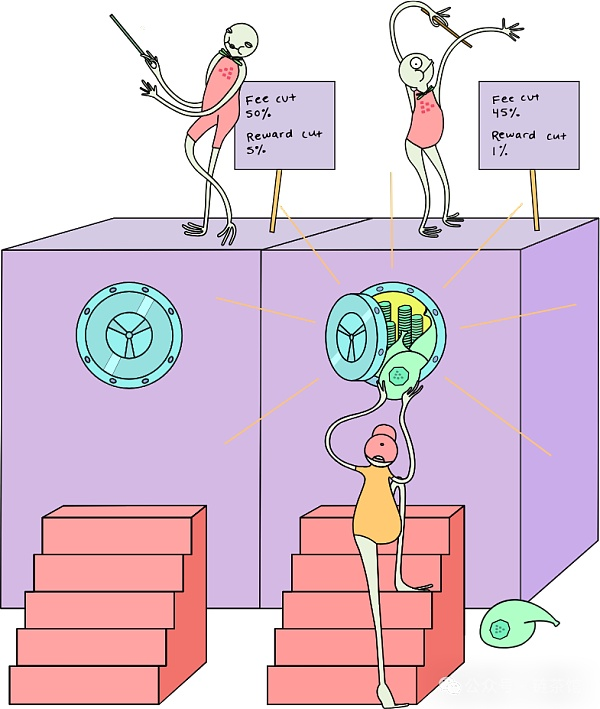 Fee cut
50%
Reward cut
5%
Fee cut
45%
Reward cut
1%